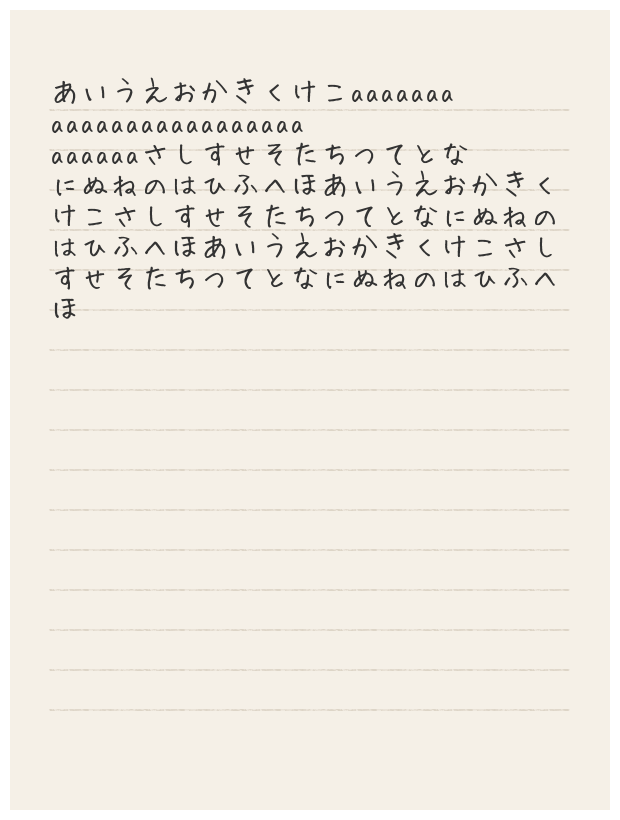 あいうえおかきくけこaaaaaaa
aaaaaaaaaaaaaaaaa
aaaaaaさしすせそたちつてとな
にぬねのはひふへほあいうえおかきく
けこさしすせそたちつてとなにぬねの
はひふへほあいうえおかきくけこさし
すせそたちつてとなにぬねのはひふへ
ほ